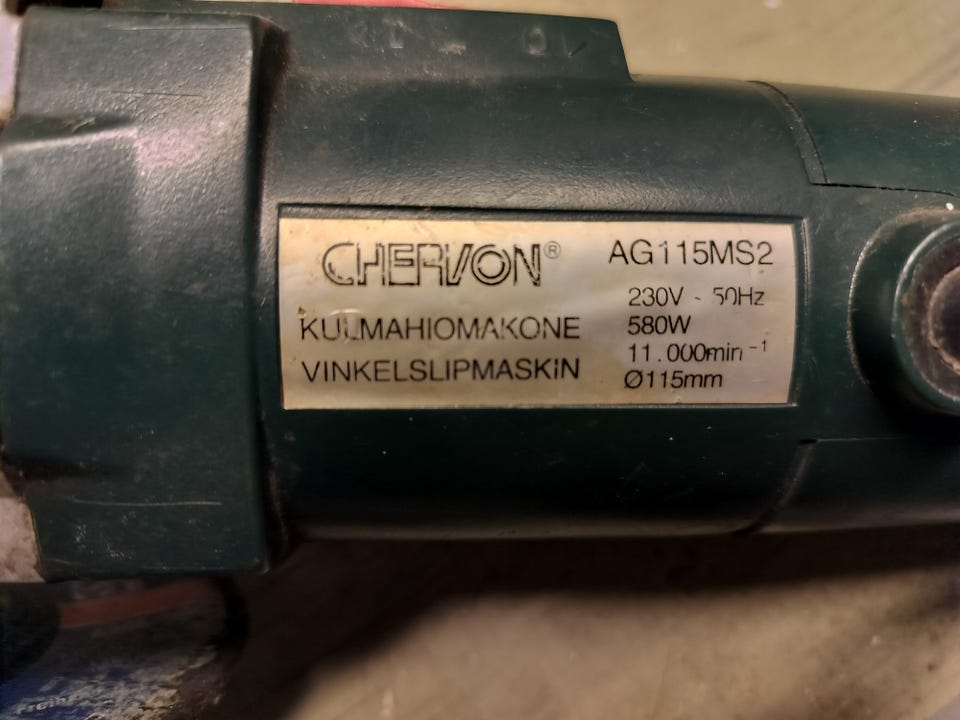 CHERVON®
KULMAHIOMAKONE
VINKELSLIPMASKIN
AG115MS2
230V ~ 50Hz
580W
11.000min⁻¹
Ø115mm